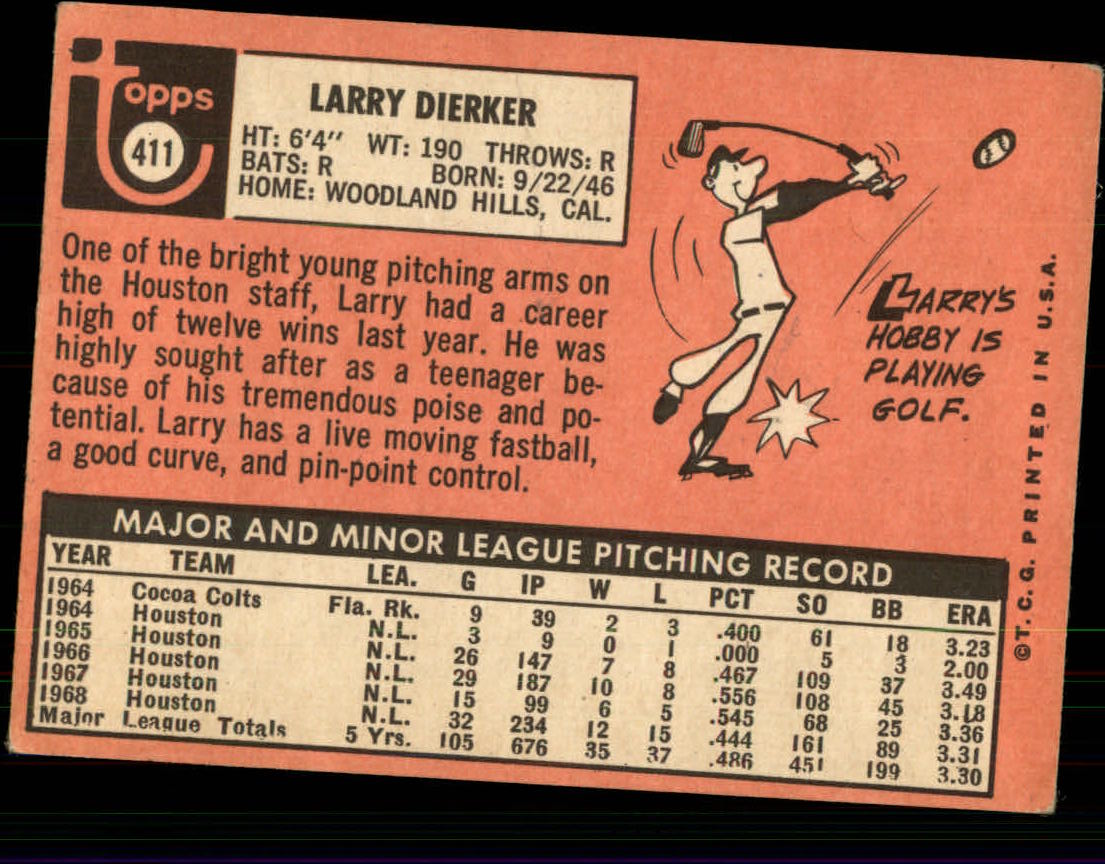 topps
411
LARRY DIERKER
HT: 6'4" WT: 190 THROWS: R
BATS: R BORN: 9/22/46
HOME: WOODLAND HILLS, CAL.
One of the bright young pitching arms on
the Houston staff, Larry had a career
high of twelve wins last year. He was
highly sought after as a teenager be-
cause of his tremendous poise and po-
tential. Larry has a live moving fastball,
a good curve, and pin-point control.
LARRY'S
HOBBY IS
PLAYING
GOLF.
MAJOR AND MINOR LEAGUE PITCHING RECORD
YEAR TEAM LEA. G IP W L PCT SO BB ERA
1964 Cocoa Colts Fla. Rk. 9 39 2 3 .400 61 18 3.23
1964 Houston N.L. 3 9 0 1 .000 5 3 2.00
1965 Houston N.L. 26 147 7 8 .467 109 37 3.49
1966 Houston N.L. 29 187 10 8 .556 108 45 3.18
1967 Houston N.L. 15 99 6 5 .545 68 25 3.36
1968 Houston N.L. 32 234 12 15 .444 161 89 3.31
Major League Totals 5 Yrs. 105 676 35 37 .486 451 199 3.30
©T. C. G. PRINTED IN U.S.A.